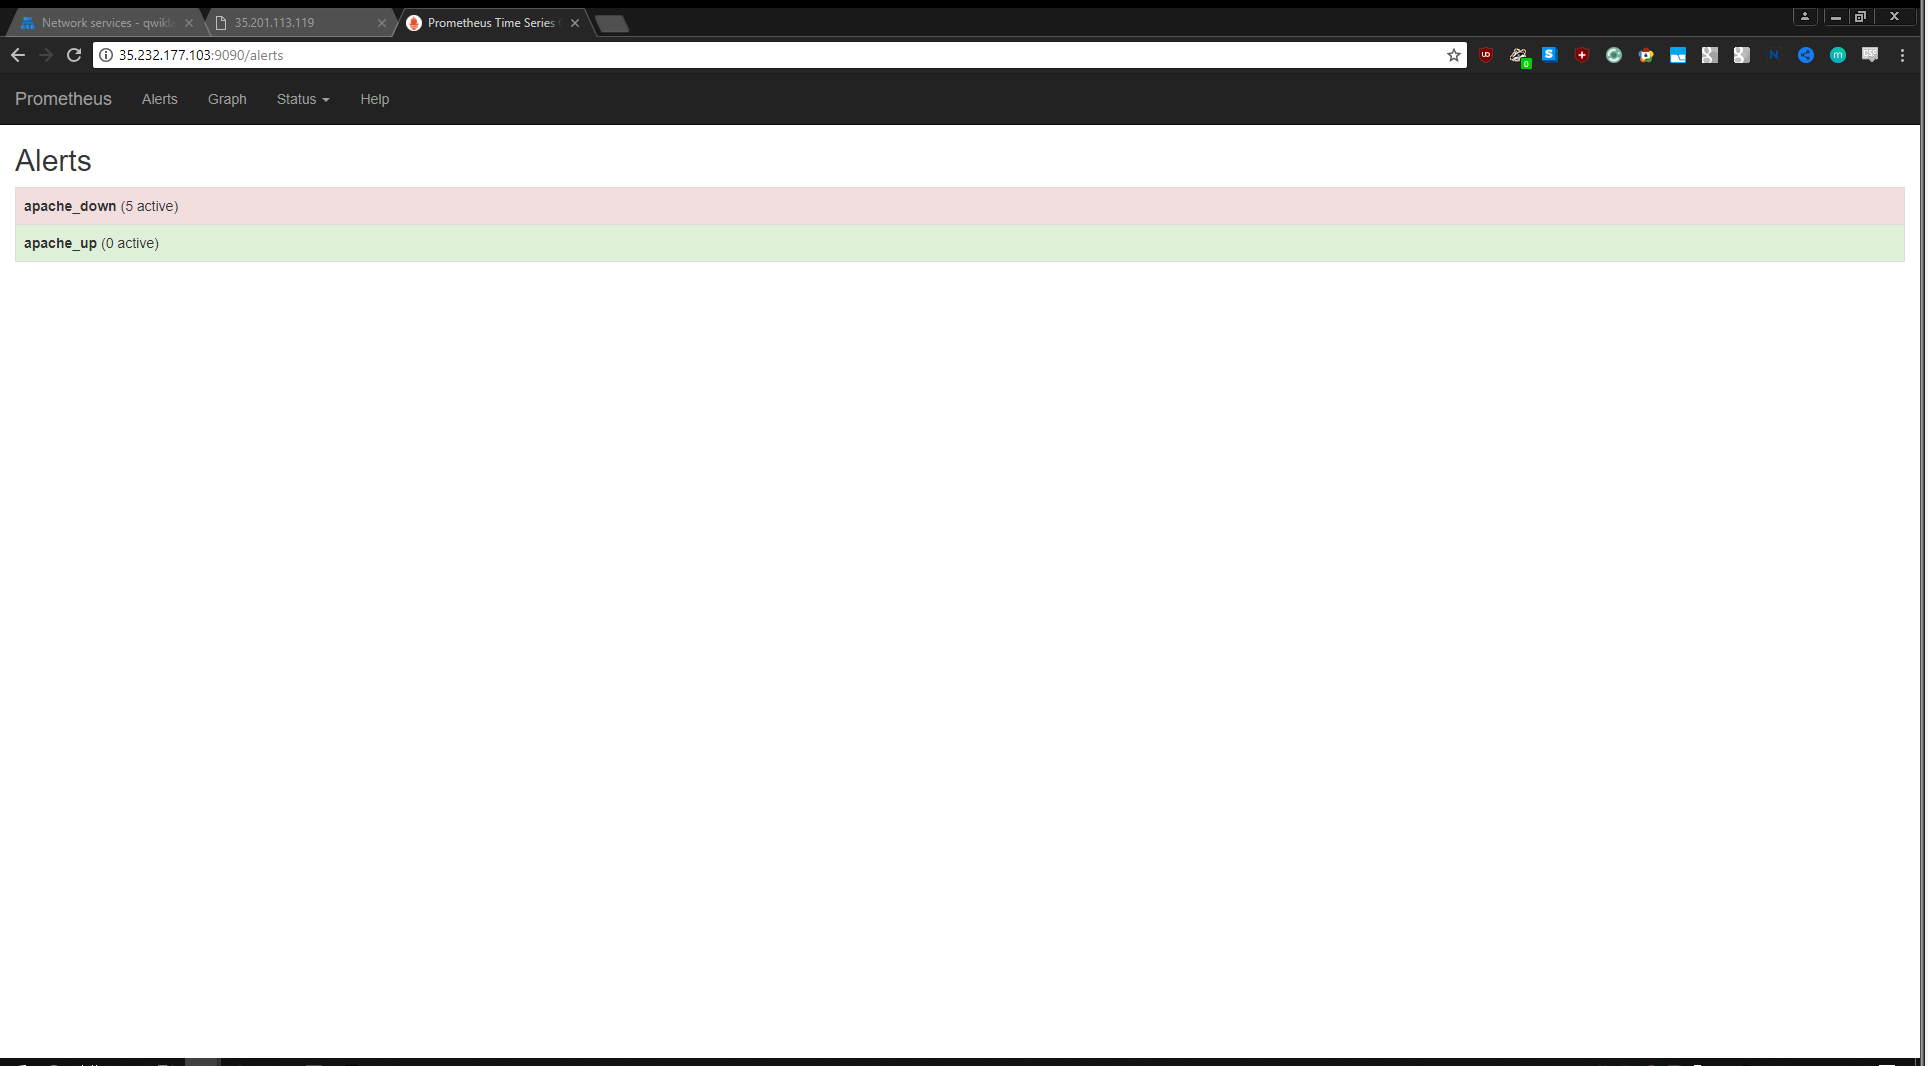 Network services - qwikla
35.201.113.119
Prometheus Time Series
35.232.177.103:9090/alerts
Prometheus Alerts Graph Status Help
Alerts
apache_down (5 active)
apache_up (0 active)